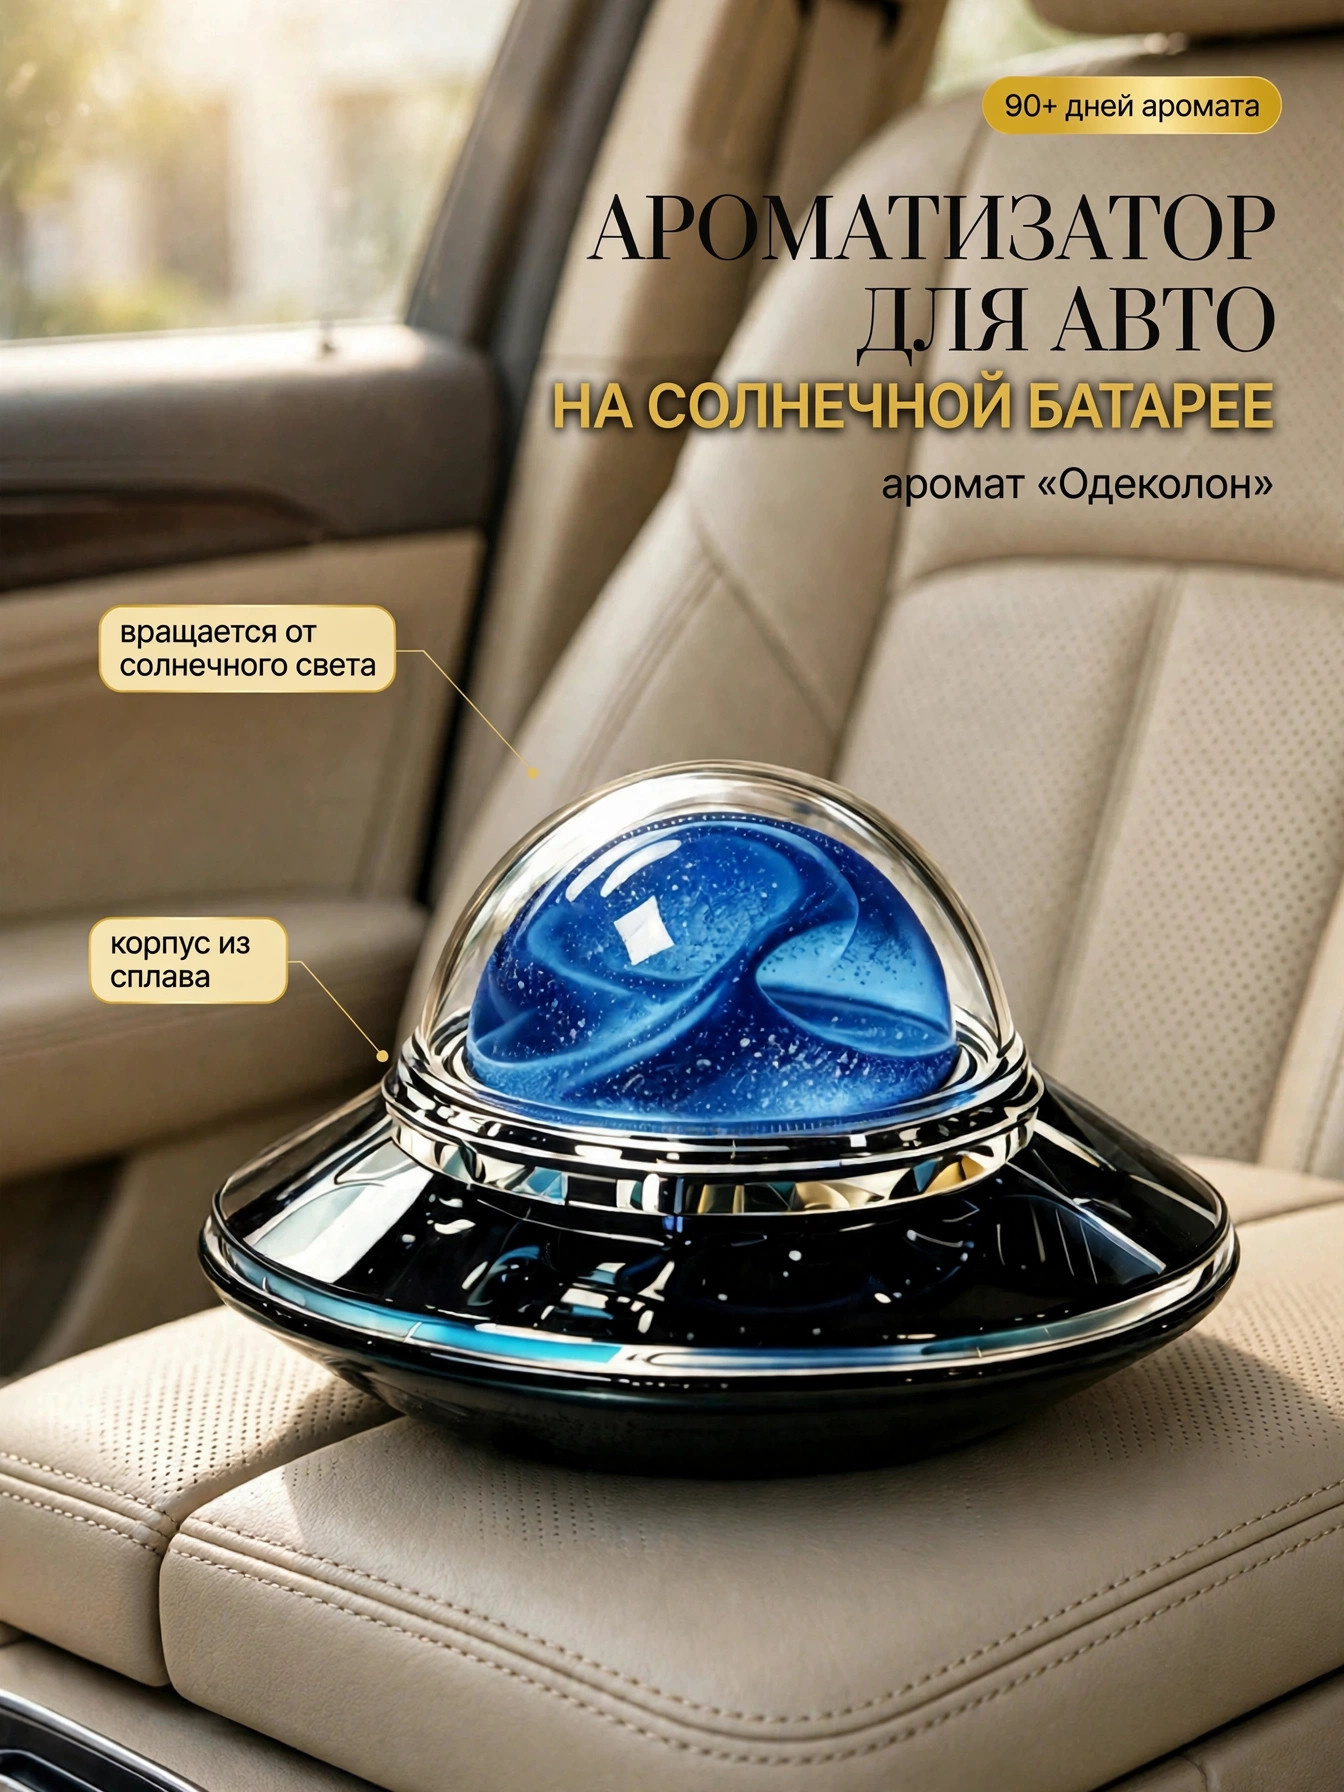 90+ дней аромата
АРОМАТИЗАТОР
ДЛЯ АВТО
НА СОЛНЕЧНОЙ БАТАРЕЕ
аромат «Одеколон»
вращается от
солнечного света
корпус из
сплава